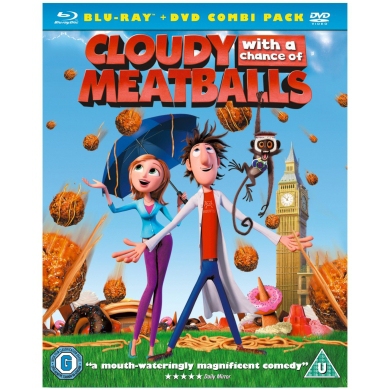 BLU-RAY + DVD COMBI PACK
CLOUDY
with a
chance of
MEATBALLS
G
"a mouth-wateringly magnificent comedy"
★★★★★ Daily Mirror
U